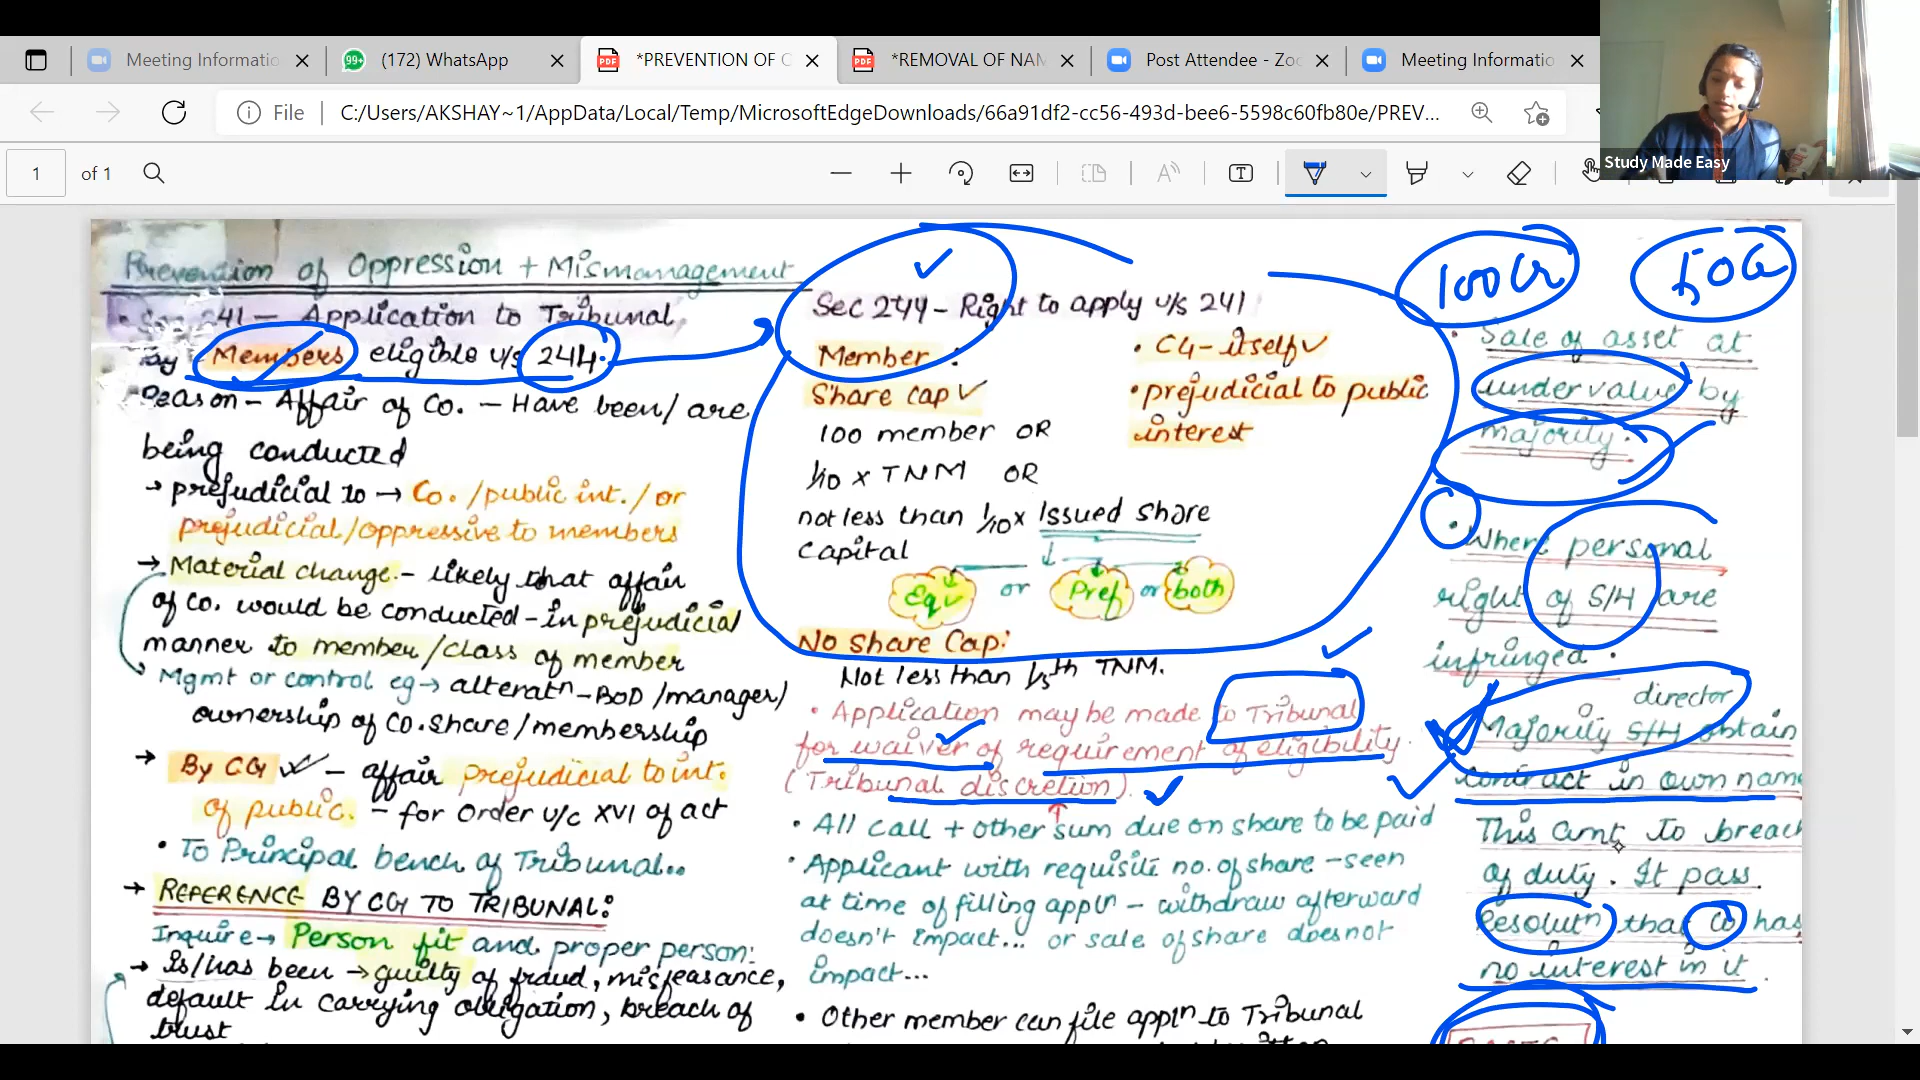 Meeting Informatio
99+
(172) WhatsApp
PDF
*PREVENTION OF O
PDF
*REMOVAL OF NAM
Post Attendee - Zoo
Meeting Informatio
File
C:/Users/AKSHAY~1/AppData/Local/Temp/MicrosoftEdgeDownloads/66a91df2-cc56-493d-bee6-5598c60fb80e/PREV...
Study Made Easy
1
of 1
Prevention of Oppression + Mismanagement
241 - Application to Tribunal
By Members eligible u/s 244.
Reason - Affair of Co. - Have been/are
being conducted
→ prejudicial to → Co. /public int./or
prejudicial/oppressive to members
→ Material change - likely that affair
of co. would be conducted - in prejudicial
manner to member/class of member
Mgmt or control eg → alteratn - BOD /manager/
ownership of Co. share/membership
→ By CG - affair prejudicial to int.
of public. - for order u/c XVI of act
• To Principal bench of Tribunal..
→ REFERENCE BY CG TO TRIBUNAL:
Inquire → Person fit and proper person:
→ Is/has been → guilty of fraud, misfeasance,
default in carrying obligation, breach of
trust
Sec 244 - Right to apply u/s 241
Member :
Share cap
100 member OR
1/10 x TNM OR
not less than 1/10 x Issued share
capital
Eq or Pref or both
No Share Cap:
Not less than 1/5th TNM.
• Application may be made to Tribunal
for waiver of requirement of eligibility.
(Tribunal discretion).
• All call + other sum due on share to be paid
• Applicant with requisite no. of share - seen
at time of filling appln - withdraw afterward
doesn't impact... or sale of share doesnot
impact...
• Other member can file appln to Tribunal
• CG - itself
• prejudicial to public
interest
100 Cr
50 Cr
• Sale of asset at
undervalue by
majority.
• Where personal
right of S/H are
infringed.
director
Majority S/H obtain
contract in own name
This amt to breach
of duty. It pass
Resolutn that Co has
no interest in it.